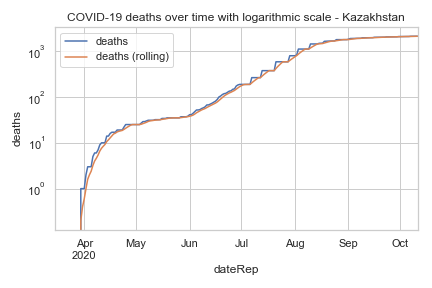 COVID-19 deaths over time with logarithmic scale - Kazakhstan
deaths
deaths (rolling)
deaths
10³
10²
10¹
10⁰
Apr May Jun Jul Aug Sep Oct
2020
dateRep